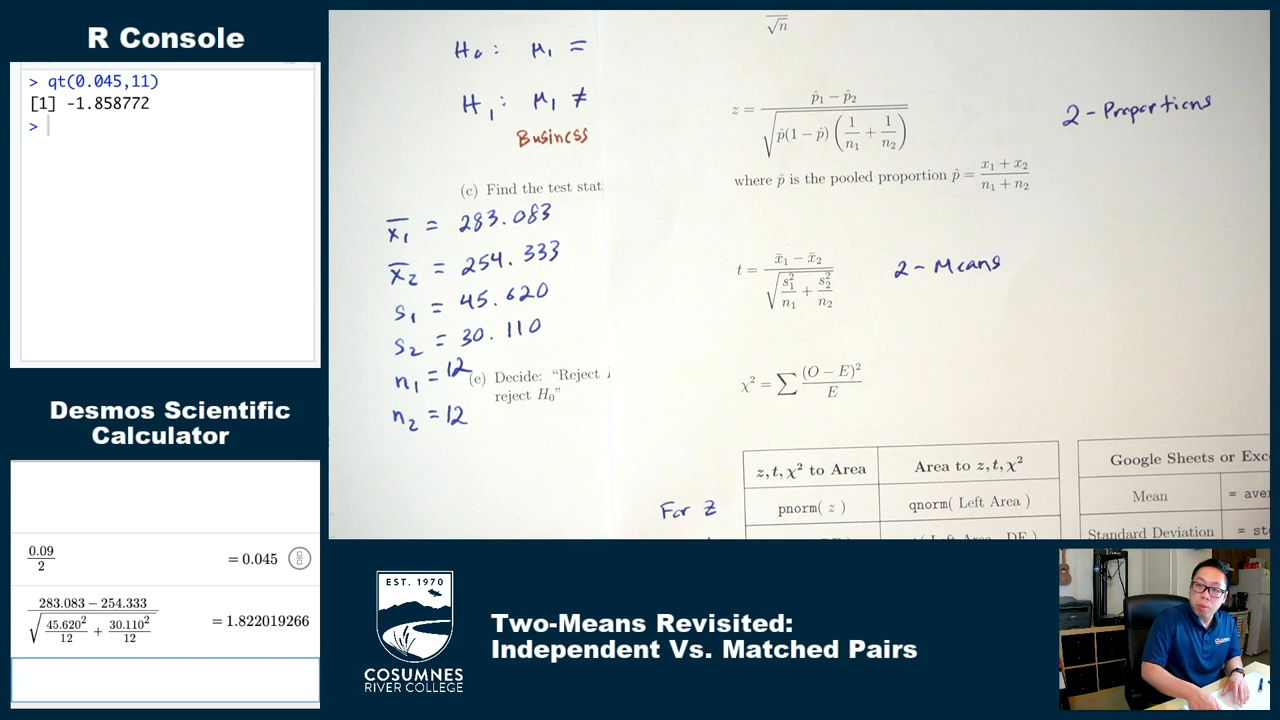 R Console
> qt(0.045,11)
[1] -1.858772
>
Desmos Scientific
Calculator
0.09/2 = 0.045
(283.083 − 254.333)/√(45.620²/12 + 30.110²/12) = 1.822019266
H₀ : μ₁ =
H₁ : μ₁ ≠
Business
(c) Find the test stat
x̄₁ = 283.083
x̄₂ = 254.333
s₁ = 45.620
s₂ = 30.110
n₁ = 12
n₂ = 12
(e) Decide: "Reject
reject H₀"
√n
z = (p̂₁ − p̂₂)/√(p̂(1 − p̂)(1/n₁ + 1/n₂))
2-Proportions
where p̂ is the pooled proportion p̂ = (x₁ + x₂)/(n₁ + n₂)
t = (x̄₁ − x̄₂)/√(s₁²/n₁ + s₂²/n₂)
2-Means
χ² = ∑ (O − E)²/E
z, t, χ² to Area
Area to z, t, χ²
For z
pnorm( z )
qnorm( Left Area )
Google Sheets or Exc
Mean
= ave
Standard Deviation
= st
EST. 1970
COSUMNES
RIVER COLLEGE
Two-Means Revisited:
Independent Vs. Matched Pairs